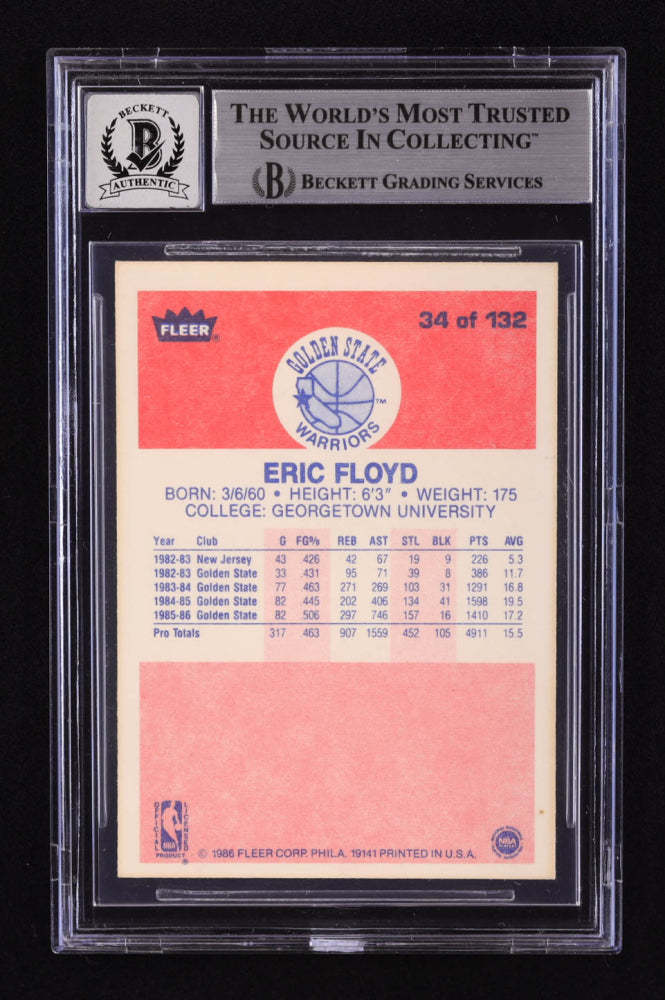 BECKETT
B
AUTHENTIC
THE WORLD'S MOST TRUSTED
SOURCE IN COLLECTING™
B BECKETT GRADING SERVICES
FLEER®
34 of 132
GOLDEN STATE
WARRIORS
TM
ERIC FLOYD
BORN: 3/6/60 • HEIGHT: 6'3" • WEIGHT: 175
COLLEGE: GEORGETOWN UNIVERSITY
Year Club G FG% REB AST STL BLK PTS AVG
1982-83 New Jersey 43 .426 42 67 19 9 226 5.3
1982-83 Golden State 33 .431 95 71 39 8 386 11.7
1983-84 Golden State 77 .463 271 269 103 31 1291 16.8
1984-85 Golden State 82 .445 202 406 134 41 1598 19.5
1985-86 Golden State 82 .506 297 746 157 16 1410 17.2
Pro Totals 317 .463 907 1559 452 105 4911 15.5
OFFICIAL
LICENSED
NBA
PRODUCT
®
© 1986 FLEER CORP. PHILA. 19141 PRINTED IN U.S.A.
NBA